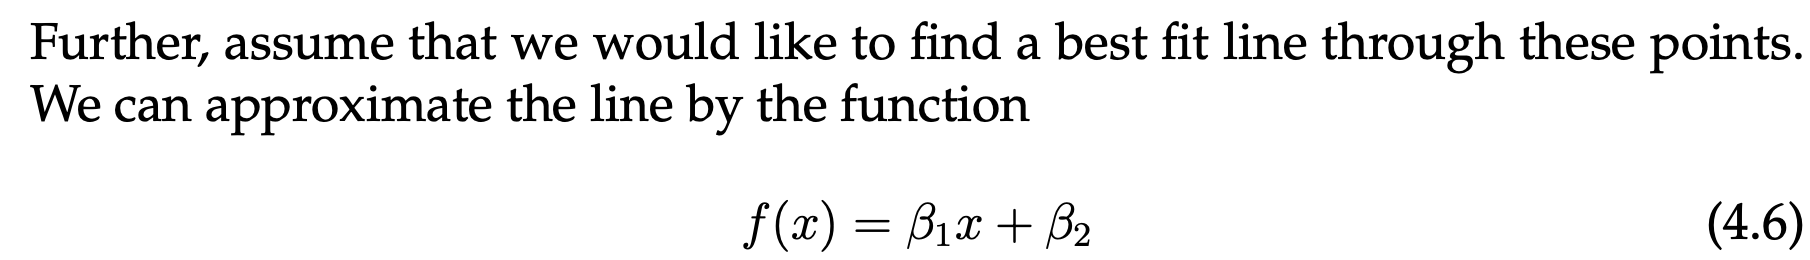 Further, assume that we would like to find a best fit line through these points.
We can approximate the line by the function
f(x) = β₁x + β₂ (4.6)